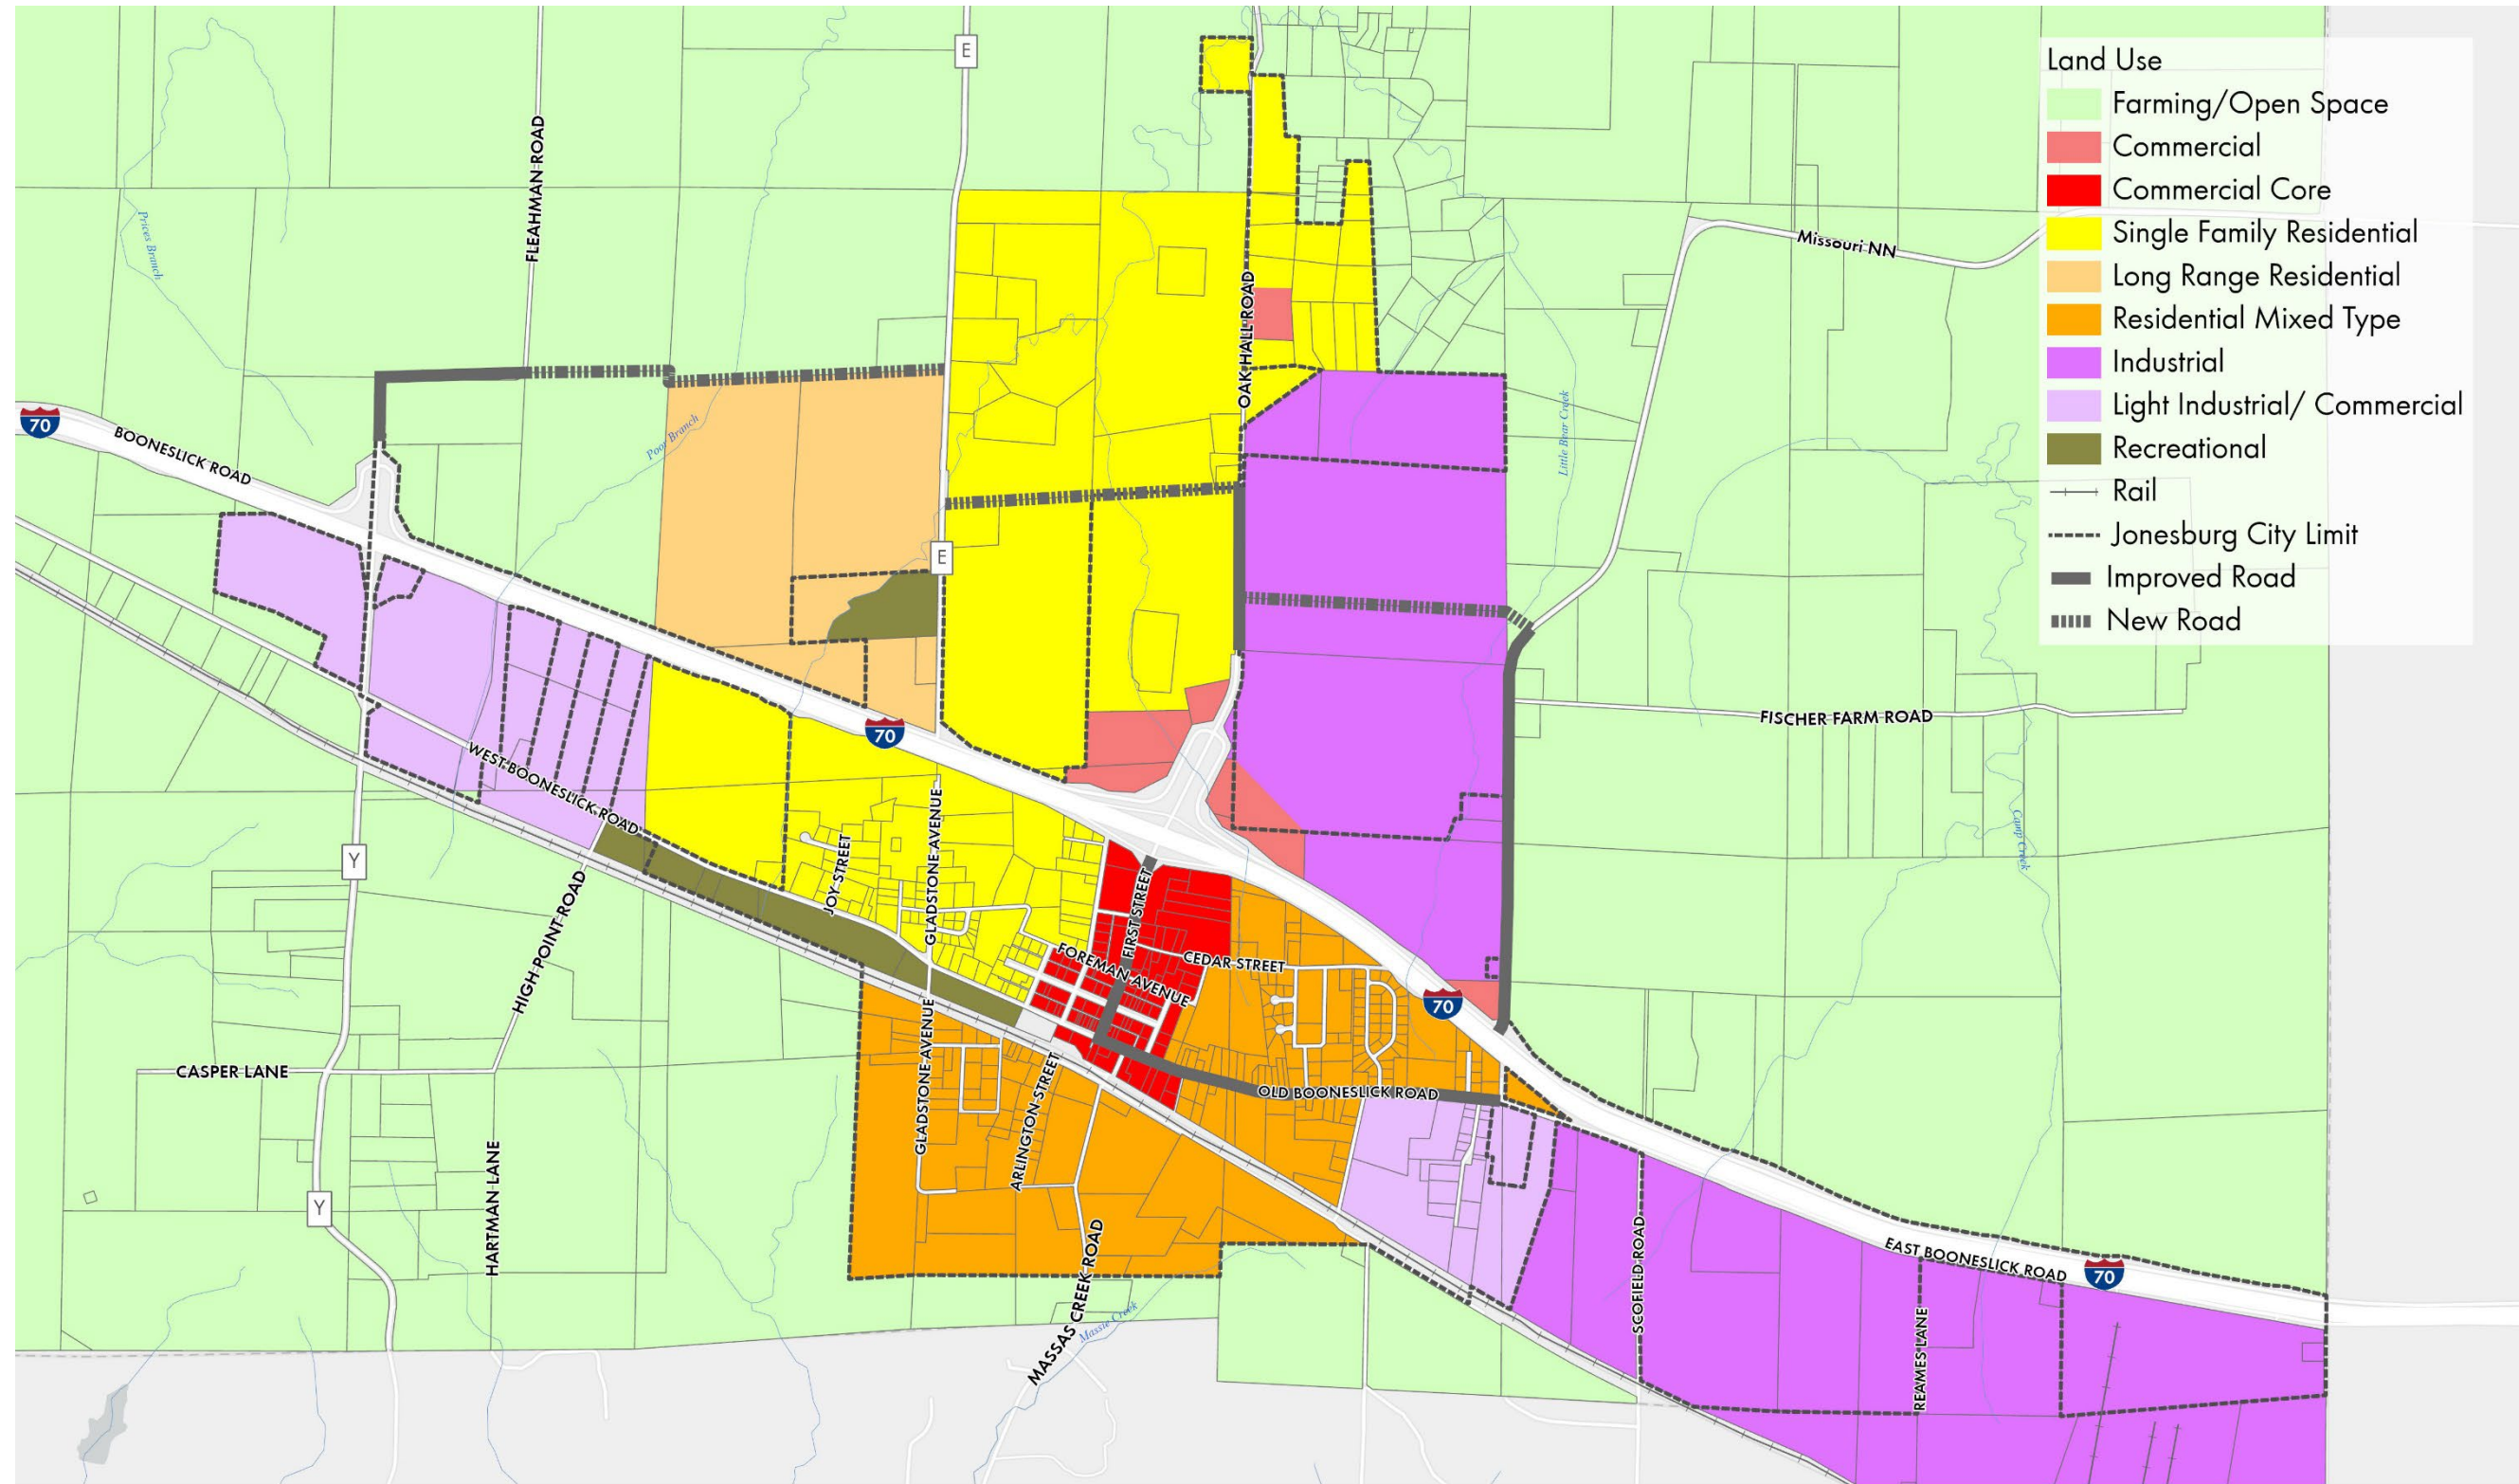 E
Land Use
Farming/Open Space
Commercial
Commercial Core
Single Family Residential
Long Range Residential
Residential Mixed Type
Industrial
Light Industrial/ Commercial
Recreational
Rail
Jonesburg City Limit
Improved Road
New Road
FLEAHMAN ROAD
Prices Branch
Missouri NN
OAK HALL ROAD
70
BOONESLICK ROAD
Poor Branch
Little Bear Creek
E
70
FISCHER FARM ROAD
WEST BOONESLICK ROAD
GLADSTONE AVENUE
JOY STREET
Camp Creek
Y
FIRST STREET
HIGH POINT ROAD
FOREMAN AVENUE
CEDAR STREET
70
CASPER LANE
GLADSTONE AVENUE
ARLINGTON STREET
OLD BOONESLICK ROAD
HARTMAN LANE
Y
MASSAS CREEK ROAD
Massie Creek
SCOFIELD ROAD
EAST BOONESLICK ROAD
70
REAMES LANE